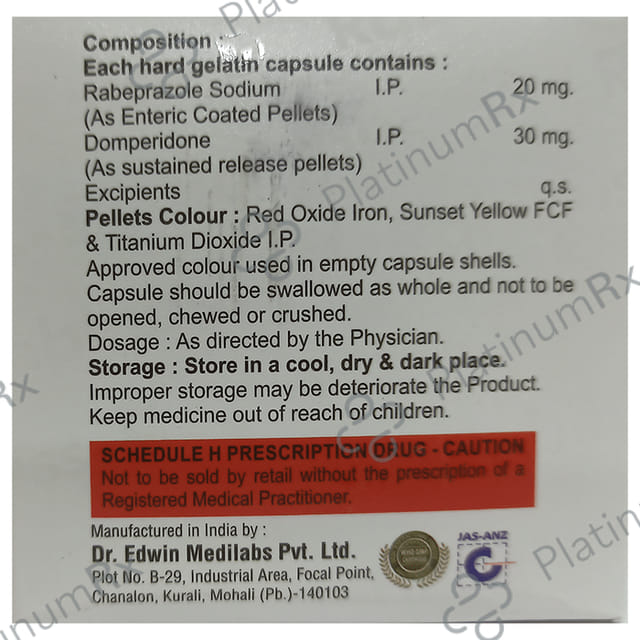 Composition :
Each hard gelatin capsule contains :
Rabeprazole Sodium I.P. 20 mg.
(As Enteric Coated Pellets)
Domperidone I.P. 30 mg.
(As sustained release pellets)
Excipients q.s.
Pellets Colour : Red Oxide Iron, Sunset Yellow FCF
& Titanium Dioxide I.P.
Approved colour used in empty capsule shells.
Capsule should be swallowed as whole and not to be
opened, chewed or crushed.
Dosage : As directed by the Physician.
Storage : Store in a cool, dry & dark place.
Improper storage may be deteriorate the Product.
Keep medicine out of reach of children.
SCHEDULE H PRESCRIPTION DRUG - CAUTION
Not to be sold by retail without the prescription of a
Registered Medical Practitioner.
Manufactured in India by :
Dr. Edwin Medilabs Pvt. Ltd.
Plot No. B-29, Industrial Area, Focal Point,
Chanalon, Kurali, Mohali (Pb.)-140103
JAS-ANZ
PlatinumRx
PlatinumRx
PlatinumRx
PlatinumRx